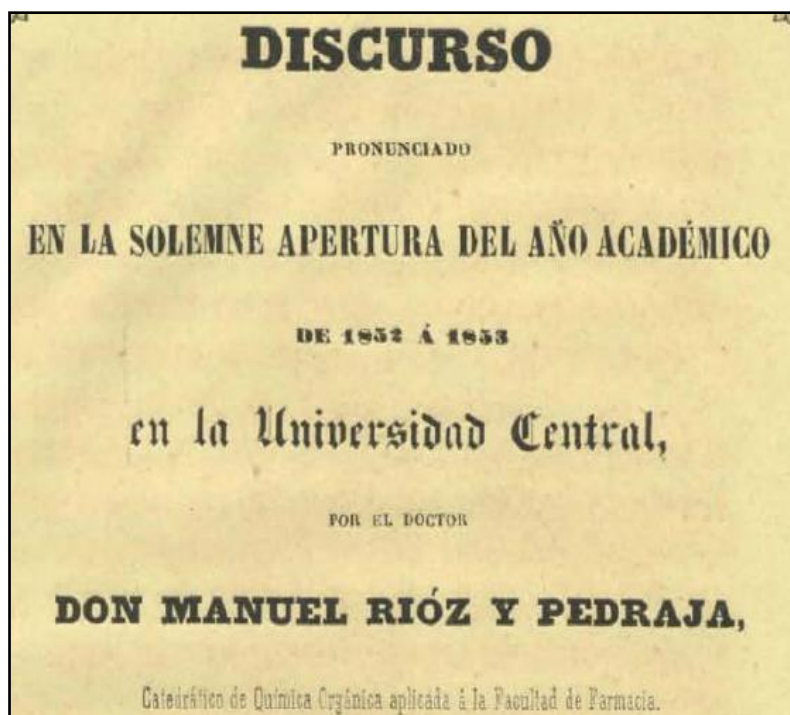 DISCURSO
PRONUNCIADO
EN LA SOLEMNE APERTURA DEL AÑO ACADÉMICO
DE 1852 Á 1853
en la Universidad Central,
POR EL DOCTOR
DON MANUEL RIÓZ Y PEDRAJA,
Catedrático de Química Orgánica aplicada á la Facultad de Farmacia.